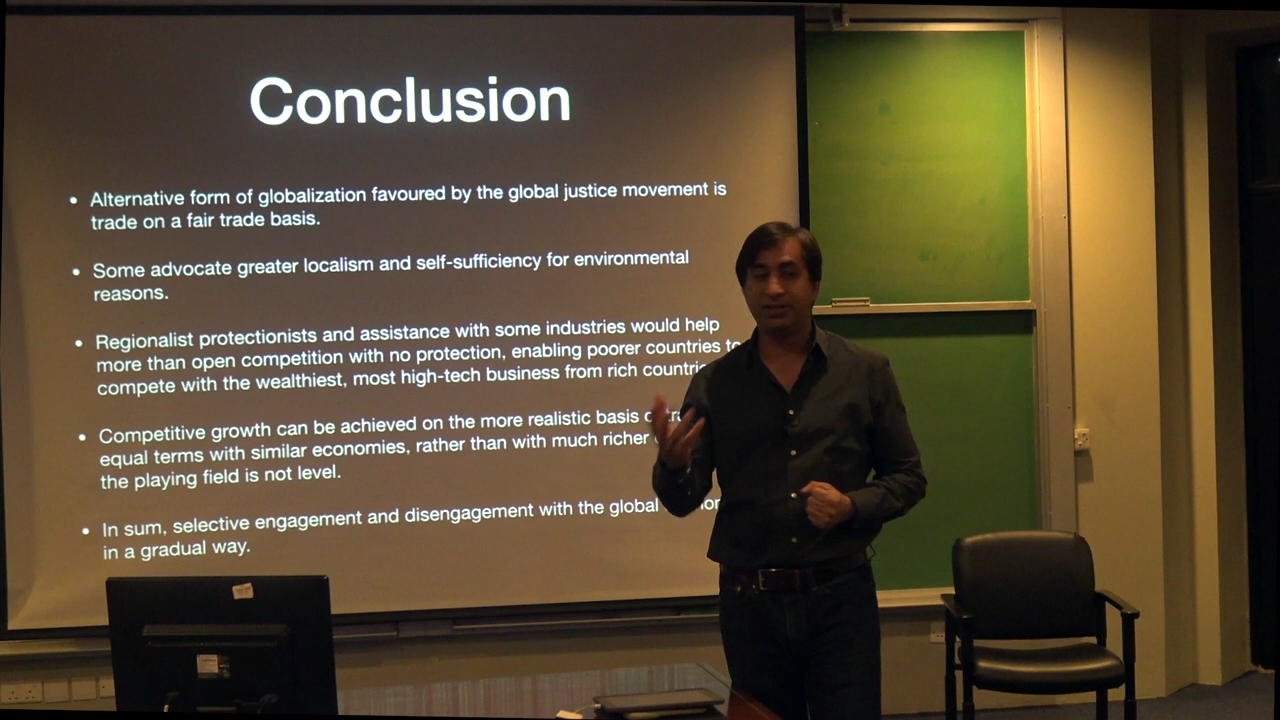 Conclusion
• Alternative form of globalization favoured by the global justice movement is
trade on a fair trade basis.
• Some advocate greater localism and self-sufficiency for environmental
reasons.
• Regionalist protectionists and assistance with some industries would help
more than open competition with no protection, enabling poorer countries to
compete with the wealthiest, most high-tech business from rich
• Competitive growth can be achieved on the more realistic basis
equal terms with similar economies, rather than with much richer
the playing field is not level.
• In sum, selective engagement and disengagement with the global
in a gradual way.